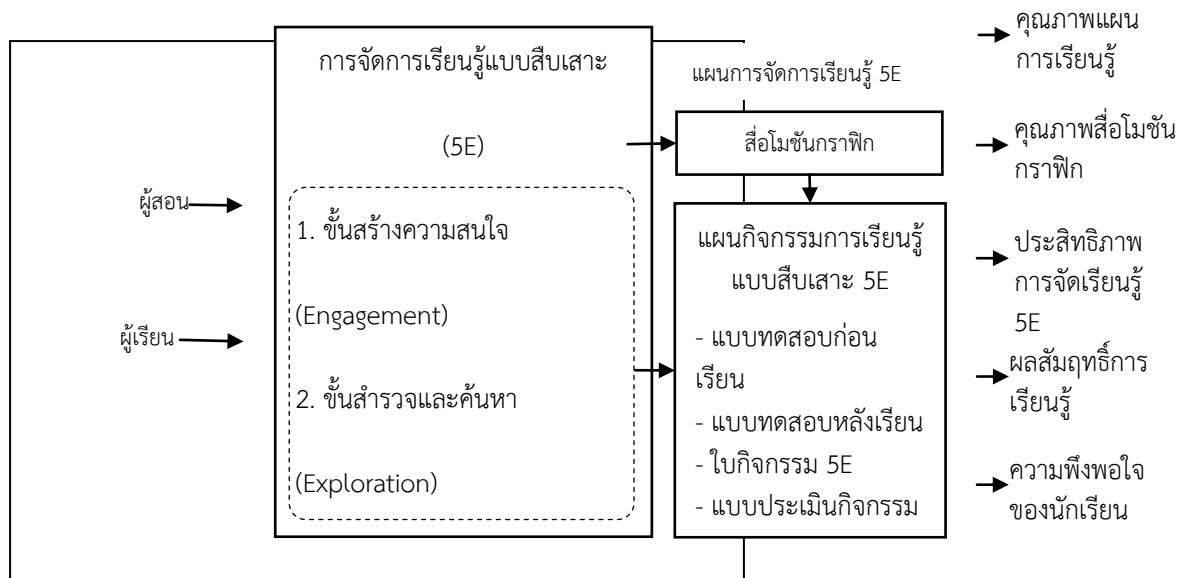 ผู้สอน
ผู้เรียน
การจัดการเรียนรู้แบบสืบเสาะ
(5E)
1. ขั้นสร้างความสนใจ
(Engagement)
2. ขั้นสำรวจและค้นหา
(Exploration)
แผนการจัดการเรียนรู้ 5E
สื่อโมชันกราฟิก
แผนกิจกรรมการเรียนรู้
แบบสืบเสาะ 5E
- แบบทดสอบก่อน
เรียน
- แบบทดสอบหลังเรียน
- ใบกิจกรรม 5E
- แบบประเมินกิจกรรม
คุณภาพแผน
การเรียนรู้
คุณภาพสื่อโมชัน
กราฟิก
ประสิทธิภาพ
การจัดเรียนรู้
5E
ผลสัมฤทธิ์การ
เรียนรู้
ความพึงพอใจ
ของนักเรียน